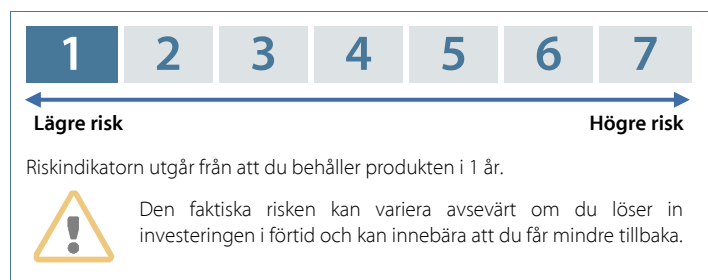 1 2 3 4 5 6 7
Lägre risk Högre risk
Riskindikatorn utgår från att du behåller produkten i 1 år.
Den faktiska risken kan variera avsevärt om du löser in
investeringen i förtid och kan innebära att du får mindre tillbaka.